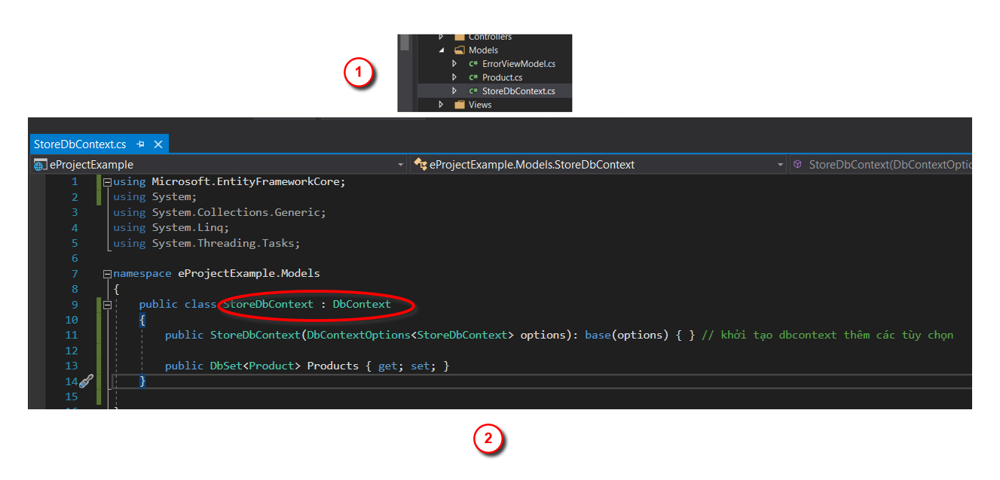 Controllers
Models
1
C# ErrorViewModel.cs
C# Product.cs
C# StoreDbContext.cs
Views
StoreDbContext.cs
eProjectExample
eProjectExample.Models.StoreDbContext
StoreDbContext(DbContextOptio
1 using Microsoft.EntityFrameworkCore;
2 using System;
3 using System.Collections.Generic;
4 using System.Linq;
5 using System.Threading.Tasks;
6
7 namespace eProjectExample.Models
8 {
9 public class StoreDbContext : DbContext
10 {
11 public StoreDbContext(DbContextOptions<StoreDbContext> options): base(options) { } // khởi tạo dbcontext thêm các tùy chọn
12
13 public DbSet<Product> Products { get; set; }
14 }
15
2